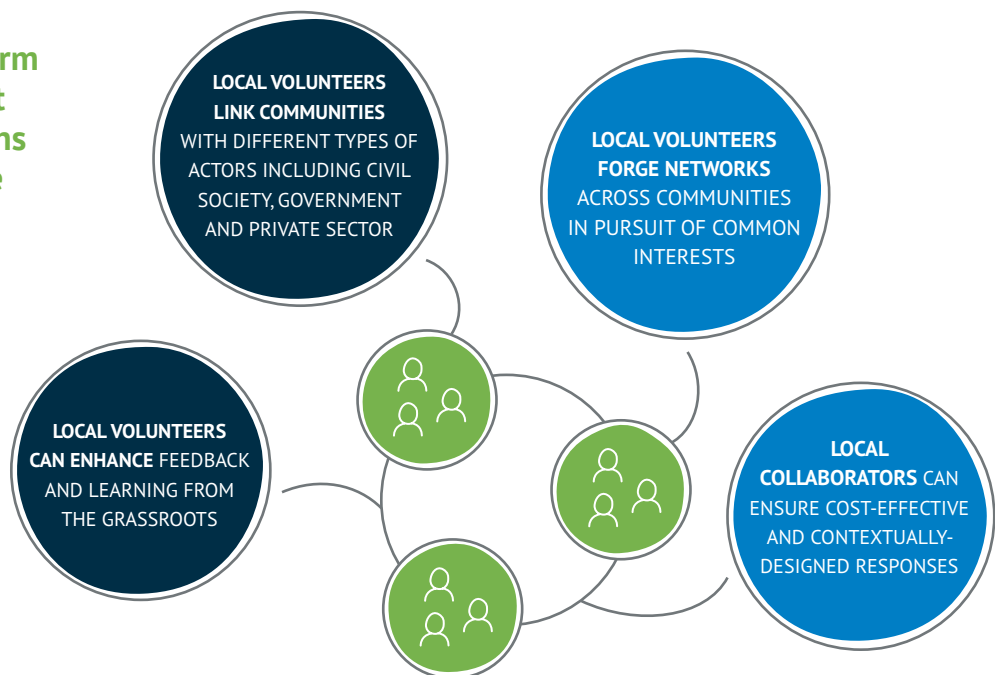 LOCAL VOLUNTEERS
LINK COMMUNITIES
WITH DIFFERENT TYPES OF
ACTORS INCLUDING CIVIL
SOCIETY, GOVERNMENT
AND PRIVATE SECTOR
LOCAL VOLUNTEERS
FORGE NETWORKS
ACROSS COMMUNITIES
IN PURSUIT OF COMMON
INTERESTS
LOCAL VOLUNTEERS
CAN ENHANCE FEEDBACK
AND LEARNING FROM
THE GRASSROOTS
LOCAL
COLLABORATORS CAN
ENSURE COST-EFFECTIVE
AND CONTEXTUALLY-
DESIGNED RESPONSES